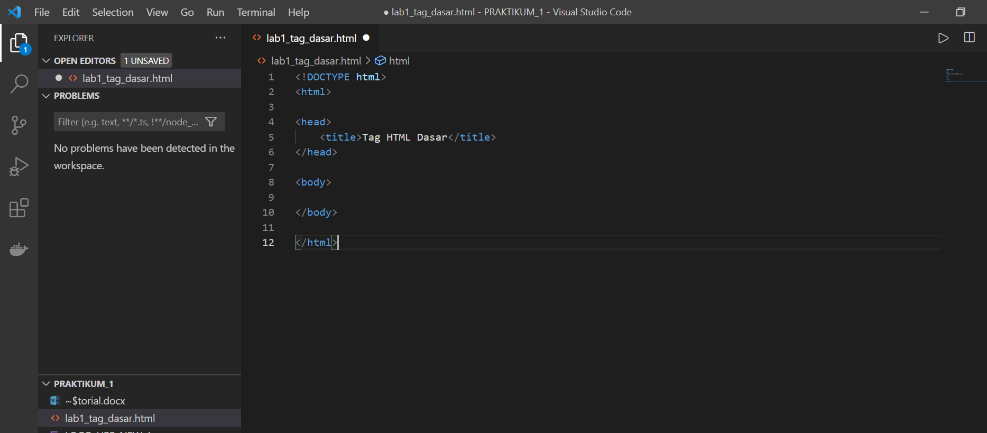 File Edit Selection View Go Run Terminal Help
● lab1_tag_dasar.html - PRAKTIKUM_1 - Visual Studio Code
EXPLORER
OPEN EDITORS 1 UNSAVED
lab1_tag_dasar.html
PROBLEMS
Filter (e.g. text, **/*.ts, !**/node_...
No problems have been detected in the
workspace.
PRAKTIKUM_1
~$torial.docx
lab1_tag_dasar.html
1
lab1_tag_dasar.html
lab1_tag_dasar.html > html
1 <!DOCTYPE html>
2 <html>
3
4 <head>
5 <title>Tag HTML Dasar</title>
6 </head>
7
8 <body>
9
10 </body>
11
12 </html>